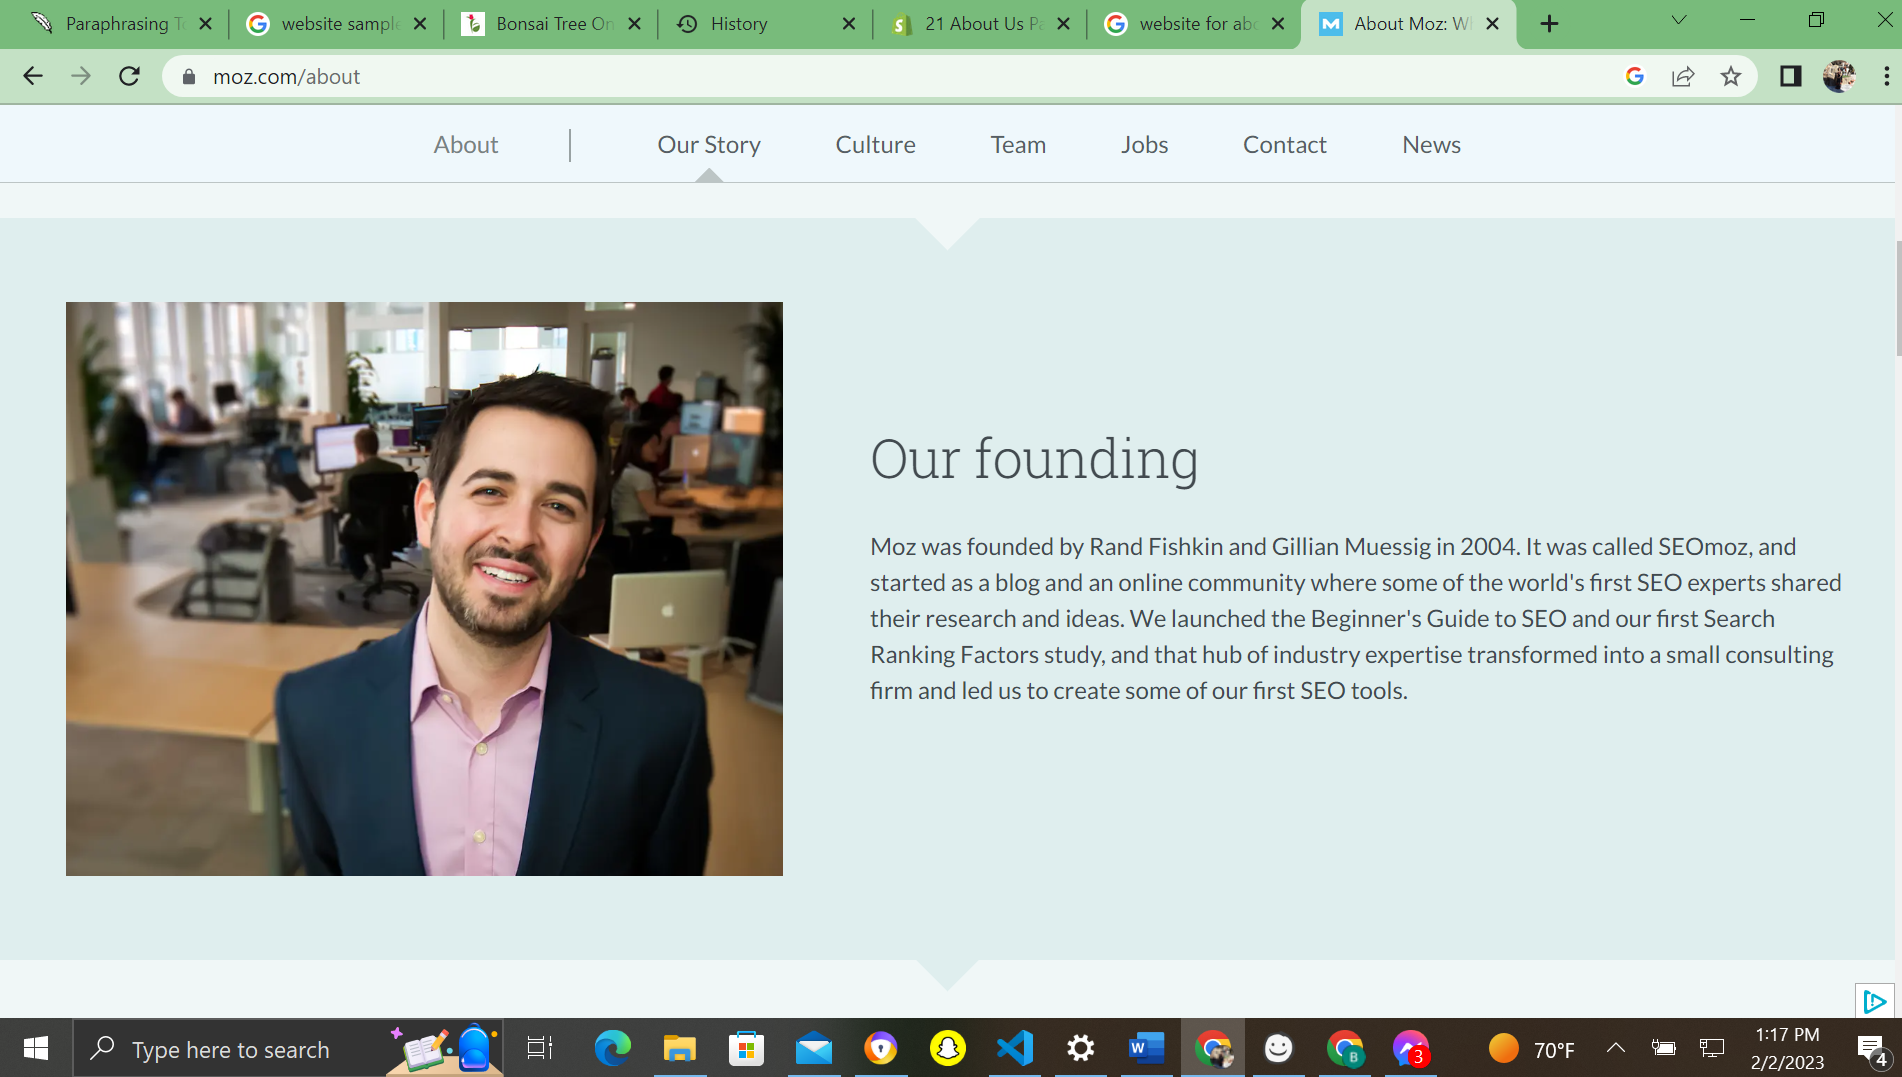 Paraphrasing To
website sample
Bonsai Tree On
History
21 About Us Pa
website for abo
About Moz: Wh
moz.com/about
About
Our Story
Culture
Team
Jobs
Contact
News
Our founding
Moz was founded by Rand Fishkin and Gillian Muessig in 2004. It was called SEOmoz, and
started as a blog and an online community where some of the world's first SEO experts shared
their research and ideas. We launched the Beginner's Guide to SEO and our first Search
Ranking Factors study, and that hub of industry expertise transformed into a small consulting
firm and led us to create some of our first SEO tools.
Type here to search
W
B
3
70°F
1:17 PM
2/2/2023
4